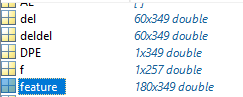 del 60x349 double
deldel 60x349 double
DPE 1x349 double
f 1x257 double
feature 180x349 double